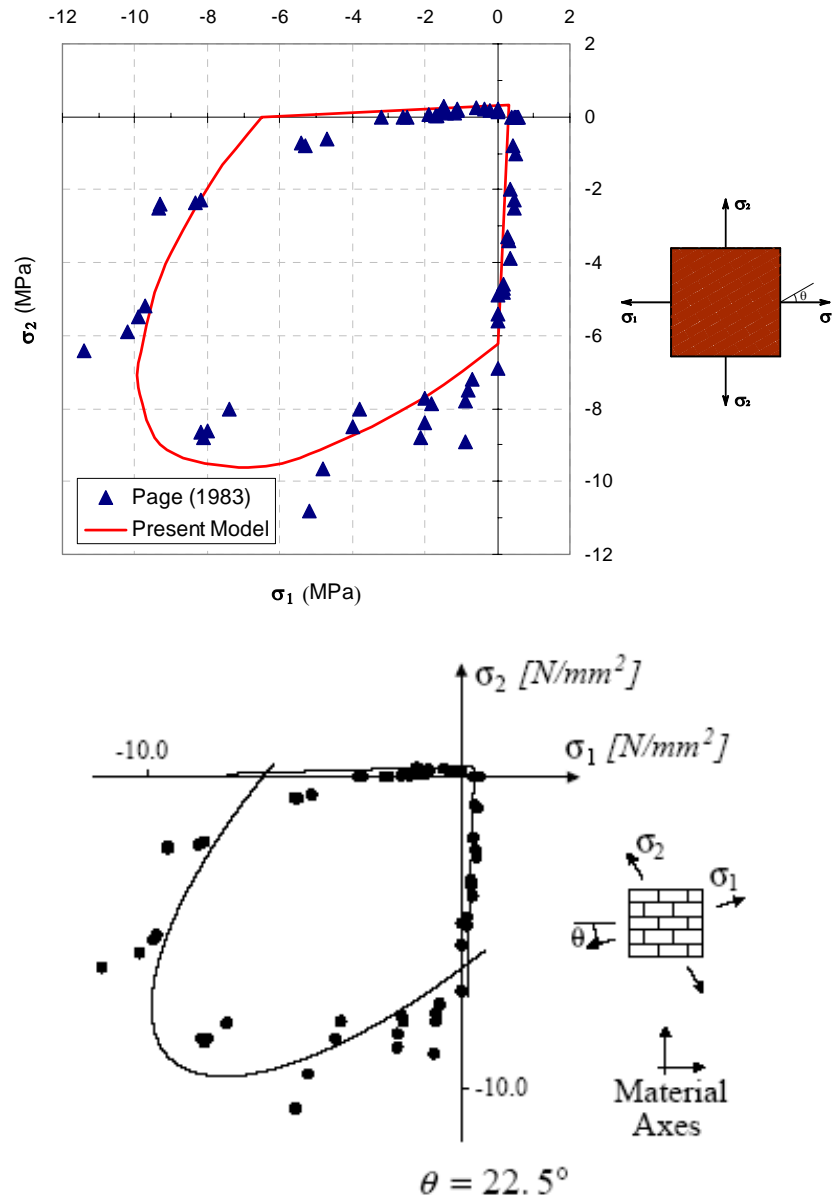 -12 -10 -8 -6 -4 -2 0 2
2
0
-2
-4
-6
-8
-10
-12
σ₂ (MPa)
σ₁ (MPa)
Page (1983)
Present Model
σ₂
σ₁
θ
σ
σ₂
σ₂ [N/mm²]
-10.0
σ₁ [N/mm²]
σ₂
σ₁
θ
-10.0
Material
Axes
θ = 22.5°